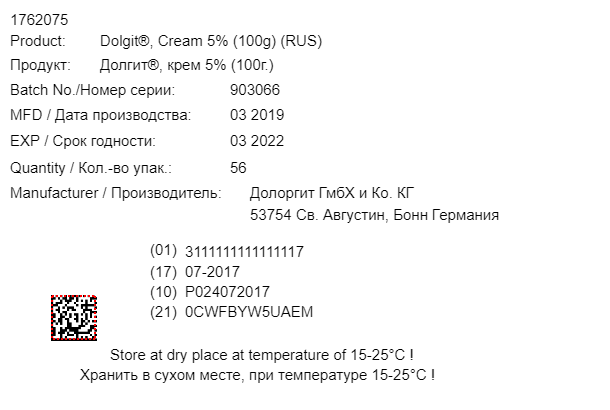 1762075
Product: Dolgit®, Cream 5% (100g) (RUS)
Продукт: Долгит®, крем 5% (100г.)
Batch No./Номер серии: 903066
MFD / Дата производства: 03 2019
EXP / Срок годности: 03 2022
Quantity / Кол.-во упак.: 56
Manufacturer / Производитель: Долоргит ГмбХ и Ко. КГ
53754 Св. Августин, Бонн Германия
(01) 3111111111111117
(17) 07-2017
(10) P024072017
(21) 0CWFBYW5UAEM
Store at dry place at temperature of 15-25°C !
Хранить в сухом месте, при температуре 15-25°C !